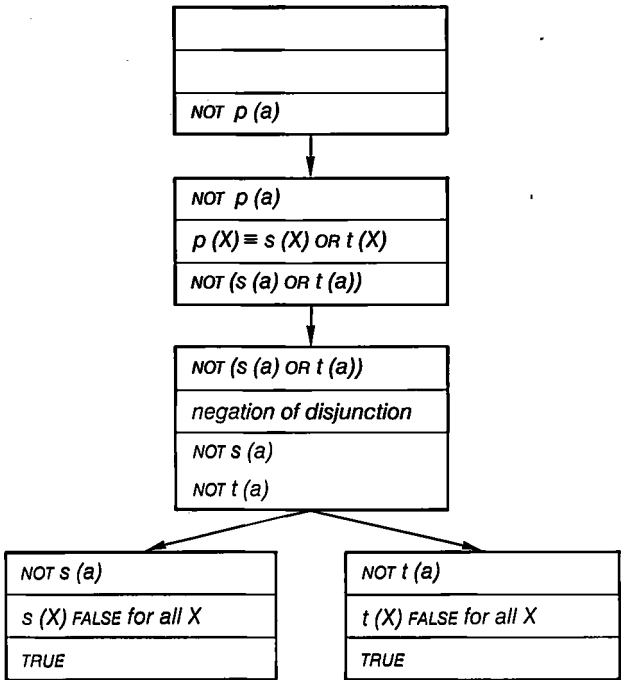 NOT p (a)
NOT p (a)
p (X) ≡ s (X) OR t (X)
NOT (s (a) OR t (a))
NOT (s (a) OR t (a))
negation of disjunction
NOT s (a)
NOT t (a)
NOT s (a)
s (X) FALSE for all X
TRUE
NOT t (a)
t (X) FALSE for all X
TRUE